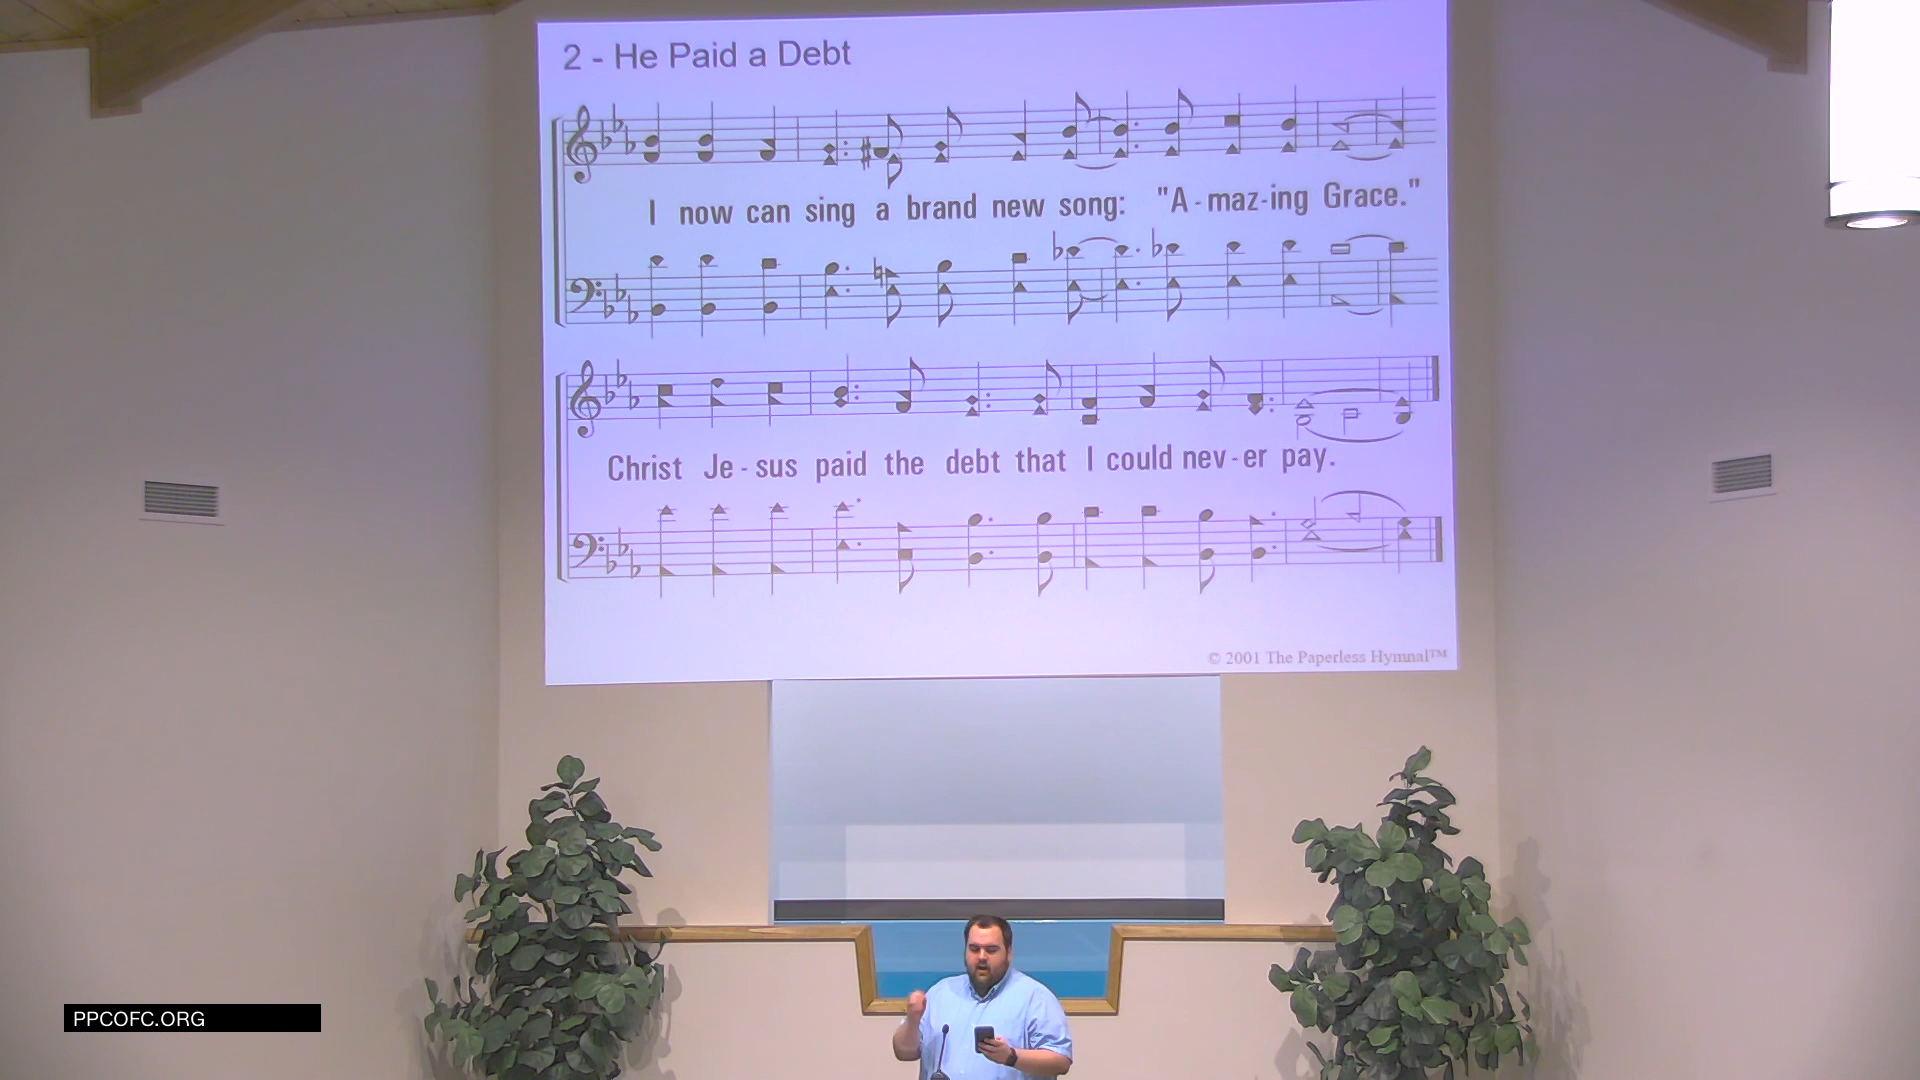 2 - He Paid a Debt
I now can sing a brand new song: "A-maz-ing Grace."
Christ Je-sus paid the debt that I could nev-er pay.
© 2001 The Paperless Hymnal™
PPCOFC.ORG